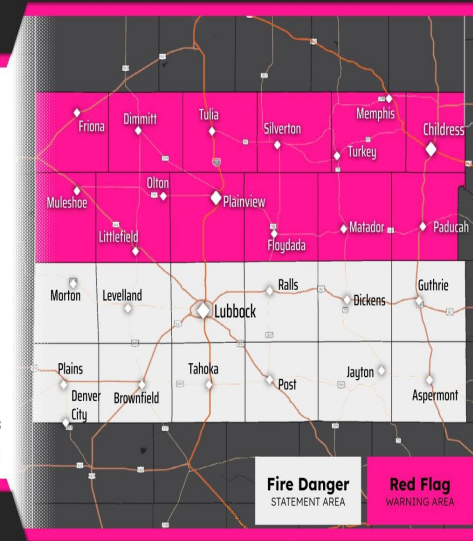 Memphis
Friona
Dimmitt
Tulia
Silverton
Childress
Turkey
Muleshoe
Olton
Plainview
Littlefield
Floydada
Matador
Paducah
Morton
Levelland
Lubbock
Ralls
Dickens
Guthrie
Plains
Denver
City
Brownfield
Tahoka
Post
Jayton
Aspermont
Fire Danger
STATEMENT AREA
Red Flag
WARNING AREA